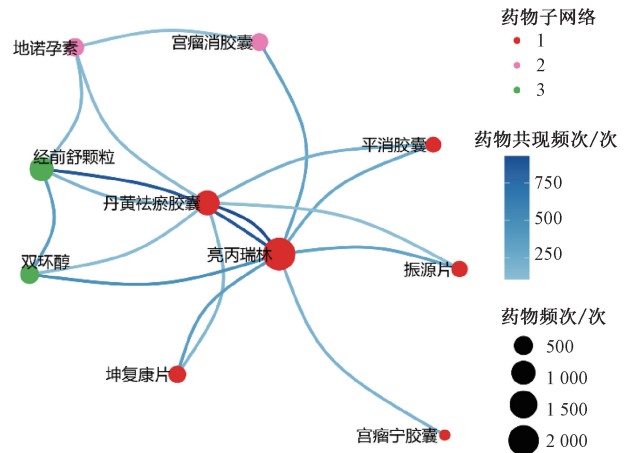 地诺孕素
宫瘤消胶囊
平消胶囊
经前舒颗粒
丹黄祛瘀胶囊
亮丙瑞林
双环醇
振源片
坤复康片
宫瘤宁胶囊
药物子网络
1
2
3
药物共现频次/次
750
500
250
药物频次/次
500
1 000
1 500
2 000